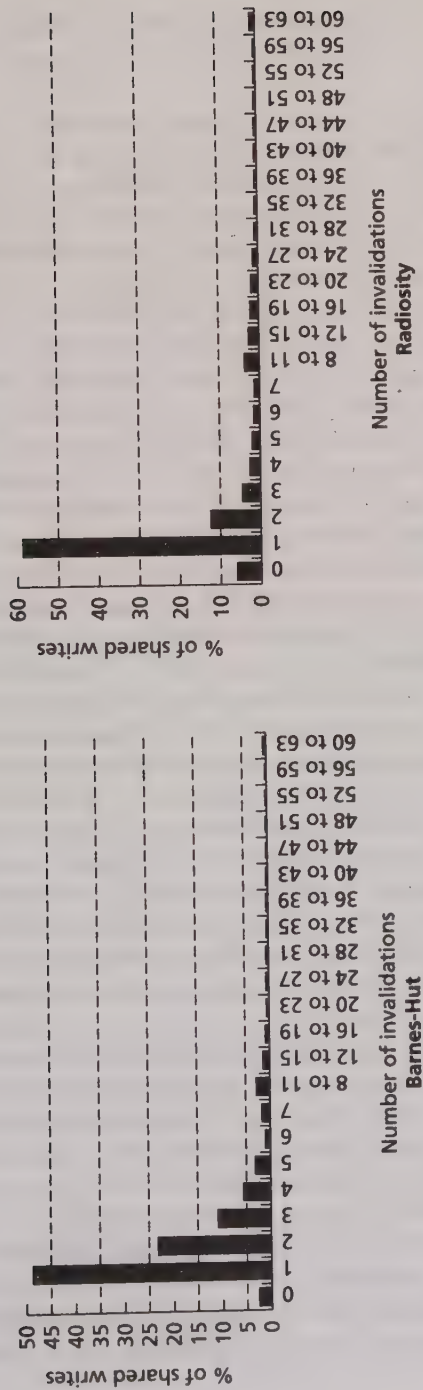 % of shared writes
50
45
40
35
30
25
20
15
10
5
0
0
1
2
3
4
5
6
7
8 to 11
12 to 15
16 to 19
20 to 23
24 to 27
28 to 31
32 to 35
36 to 39
40 to 43
44 to 47
48 to 51
52 to 55
56 to 59
60 to 63
Number of invalidations
Barnes-Hut
% of shared writes
60
50
40
30
20
10
0
0
1
2
3
4
5
6
7
8 to 11
12 to 15
16 to 19
20 to 23
24 to 27
28 to 31
32 to 35
36 to 39
40 to 43
44 to 47
48 to 51
52 to 55
56 to 59
60 to 63
Number of invalidations
Radiosity